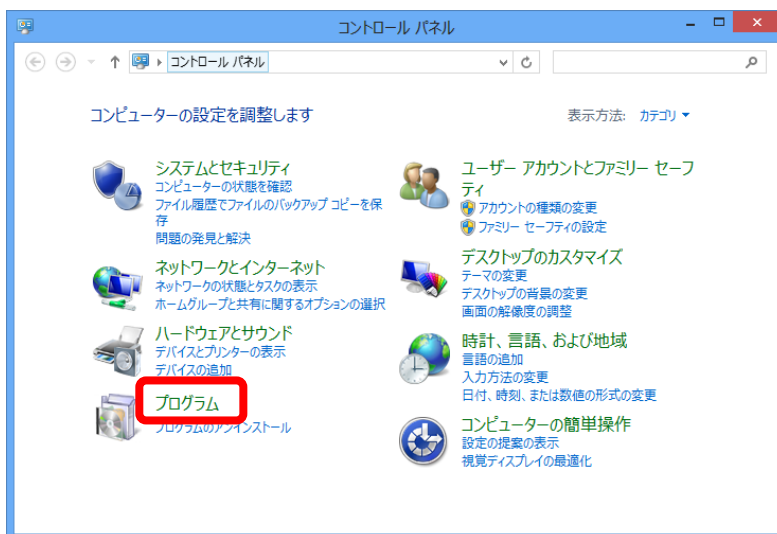 コントロール パネル
コントロール パネル
コンピューターの設定を調整します
表示方法: カテゴリ
システムとセキュリティ
コンピューターの状態を確認
ファイル履歴でファイルのバックアップ コピーを保
存
問題の発見と解決
ネットワークとインターネット
ネットワークの状態とタスクの表示
ホームグループと共有に関するオプションの選択
ハードウェアとサウンド
デバイスとプリンターの表示
デバイスの追加
プログラム
プログラムのアンインストール
ユーザー アカウントとファミリー セーフ
ティ
アカウントの種類の変更
ファミリー セーフティの設定
デスクトップのカスタマイズ
テーマの変更
デスクトップの背景の変更
画面の解像度の調整
時計、言語、および地域
言語の追加
入力方法の変更
日付、時刻、または数値の形式の変更
コンピューターの簡単操作
設定の提案の表示
視覚ディスプレイの最適化